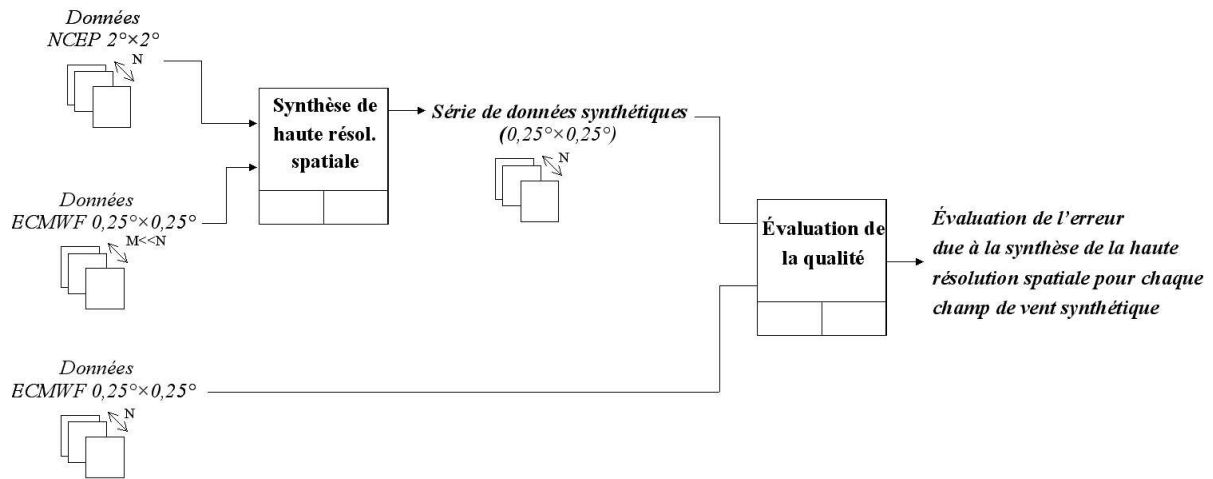 Données
NCEP 2°×2°
N
Synthèse de
haute résol.
spatiale
Série de données synthétiques
(0,25°×0,25°)
N
Données
ECMWF 0,25°×0,25°
M<<N
Évaluation de
la qualité
Évaluation de l'erreur
due à la synthèse de la haute
résolution spatiale pour chaque
champ de vent synthétique
Données
ECMWF 0,25°×0,25°
N